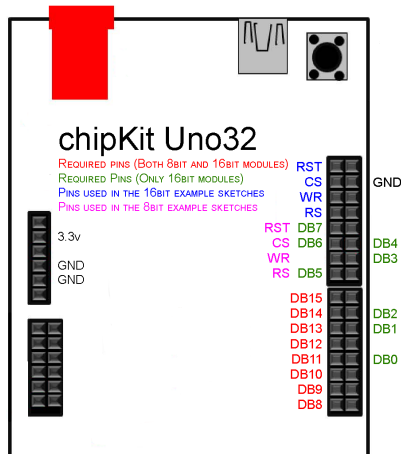 chipKit Uno32
Required pins (Both 8bit and 16bit modules)
Required Pins (Only 16bit modules)
Pins used in the 16bit example sketches
Pins used in the 8bit example sketches
RST
CS GND
WR
RS
RST DB7
CS DB6 DB4
WR DB3
RS DB5
3.3v
GND
GND
DB15
DB14 DB2
DB13 DB1
DB12
DB11 DB0
DB10
DB9
DB8